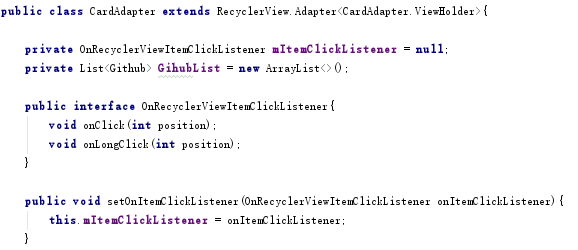 public class CardAdapter extends RecyclerView.Adapter<CardAdapter.ViewHolder>{
private OnRecyclerViewItemClickListener mItemClickListener = null;
private List<Github> GihubList = new ArrayList<>();
public interface OnRecyclerViewItemClickListener{
void onClick(int position);
void onLongClick(int position);
}
public void setOnItemClickListener(OnRecyclerViewItemClickListener onItemClickListener){
this.mItemClickListener = onItemClickListener;
}